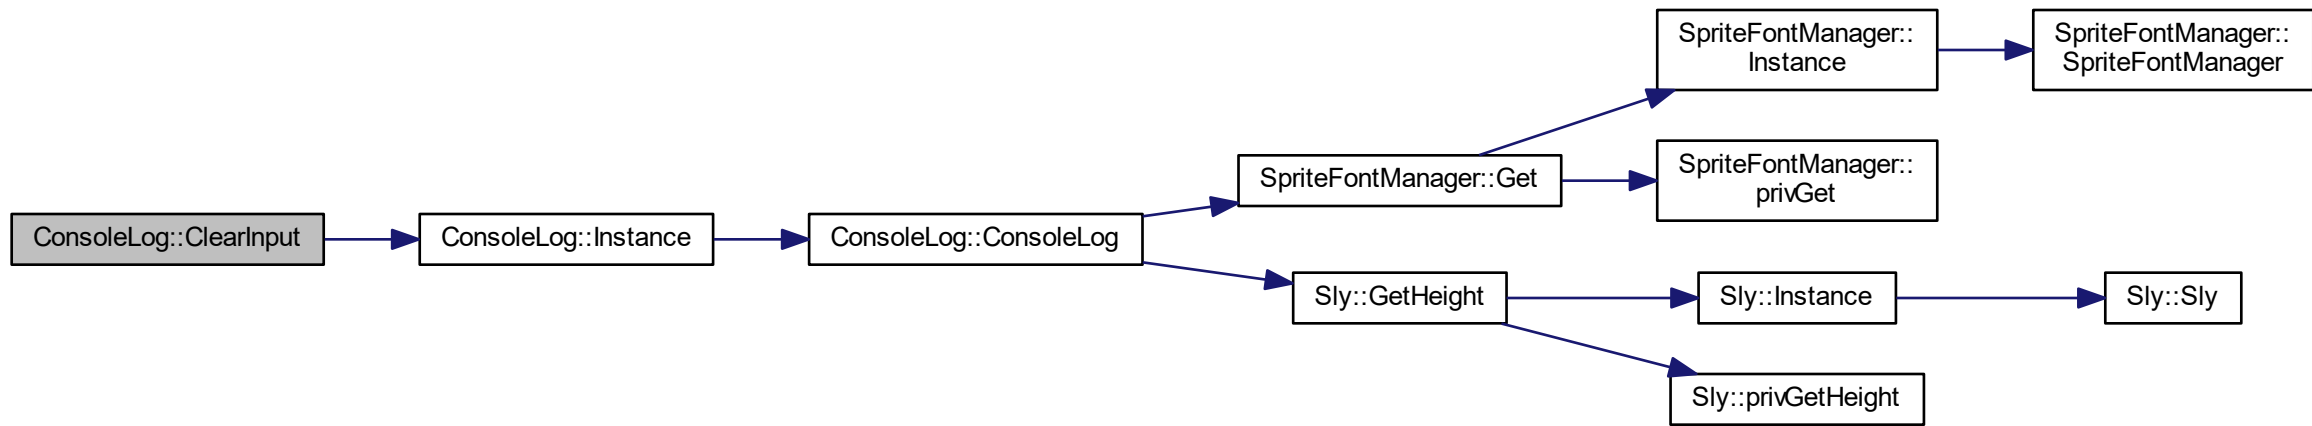 SpriteFontManager::
Instance
SpriteFontManager::
SpriteFontManager
SpriteFontManager::Get
SpriteFontManager::
privGet
ConsoleLog::ClearInput
ConsoleLog::Instance
ConsoleLog::ConsoleLog
Sly::GetHeight
Sly::Instance
Sly::Sly
Sly::privGetHeight